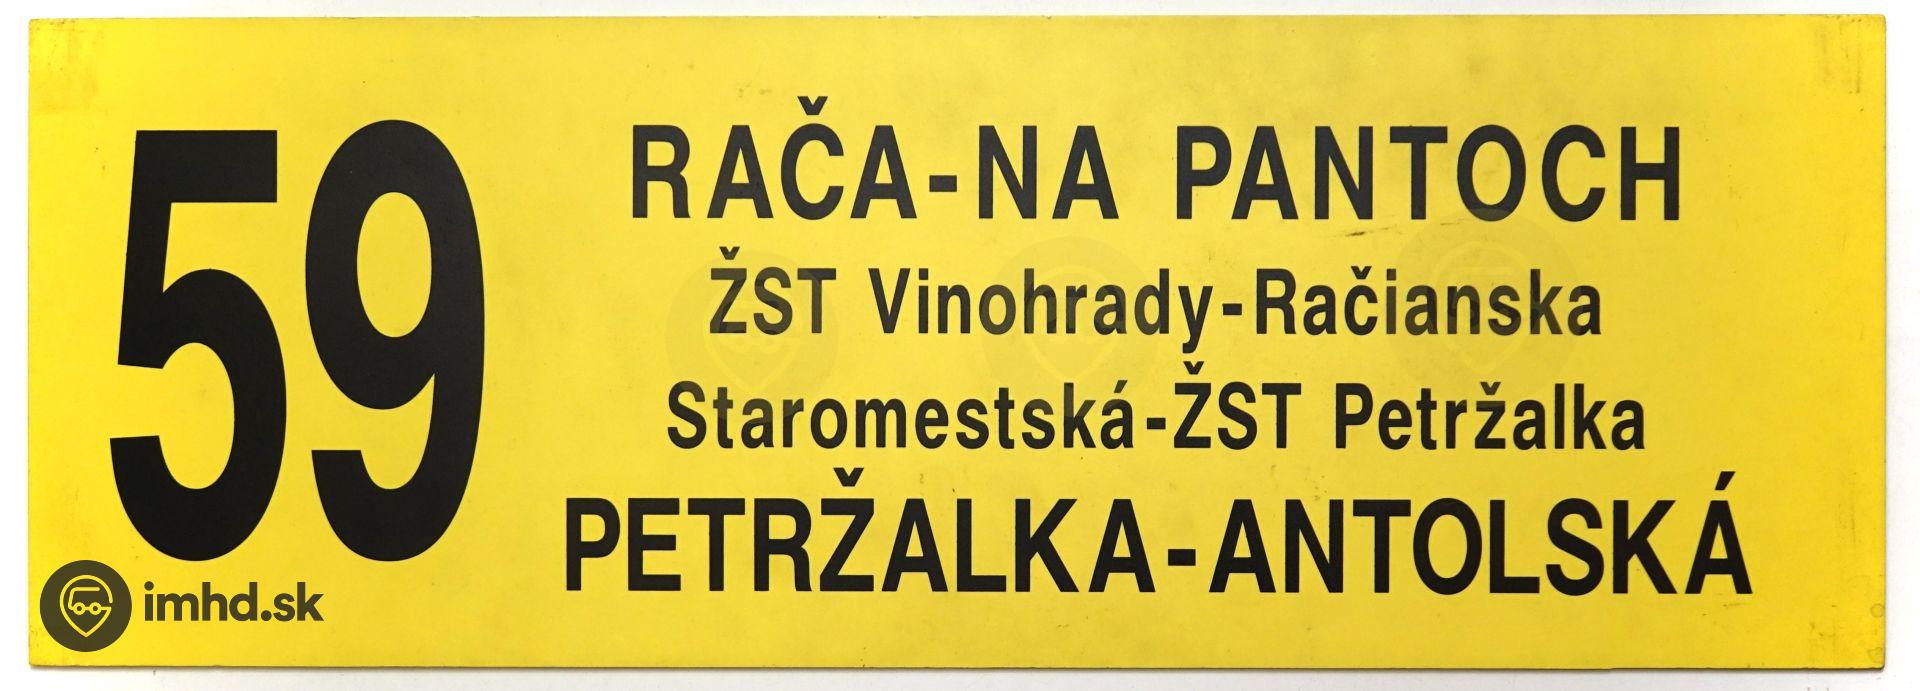 59
RAČA-NA PANTOCH
ŽST Vinohrady-Račianska
Staromestská-ŽST Petržalka
PETRŽALKA-ANTOLSKÁ
imhd.sk